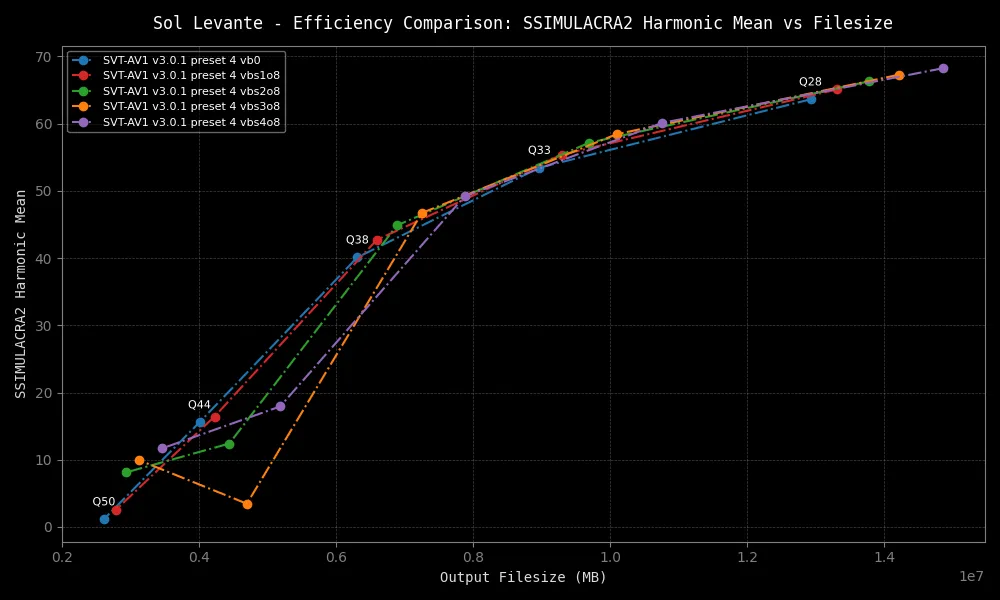 Sol Levante - Efficiency Comparison: SSIMULACRA2 Harmonic Mean vs Filesize
SVT-AV1 v3.0.1 preset 4 vb0
SVT-AV1 v3.0.1 preset 4 vbs1o8
SVT-AV1 v3.0.1 preset 4 vbs2o8
SVT-AV1 v3.0.1 preset 4 vbs3o8
SVT-AV1 v3.0.1 preset 4 vbs4o8
SSIMULACRA2 Harmonic Mean
70
60
50
40
30
20
10
0
Q28
Q33
Q38
Q44
Q50
0.2 0.4 0.6 0.8 1.0 1.2 1.4
1e7
Output Filesize (MB)